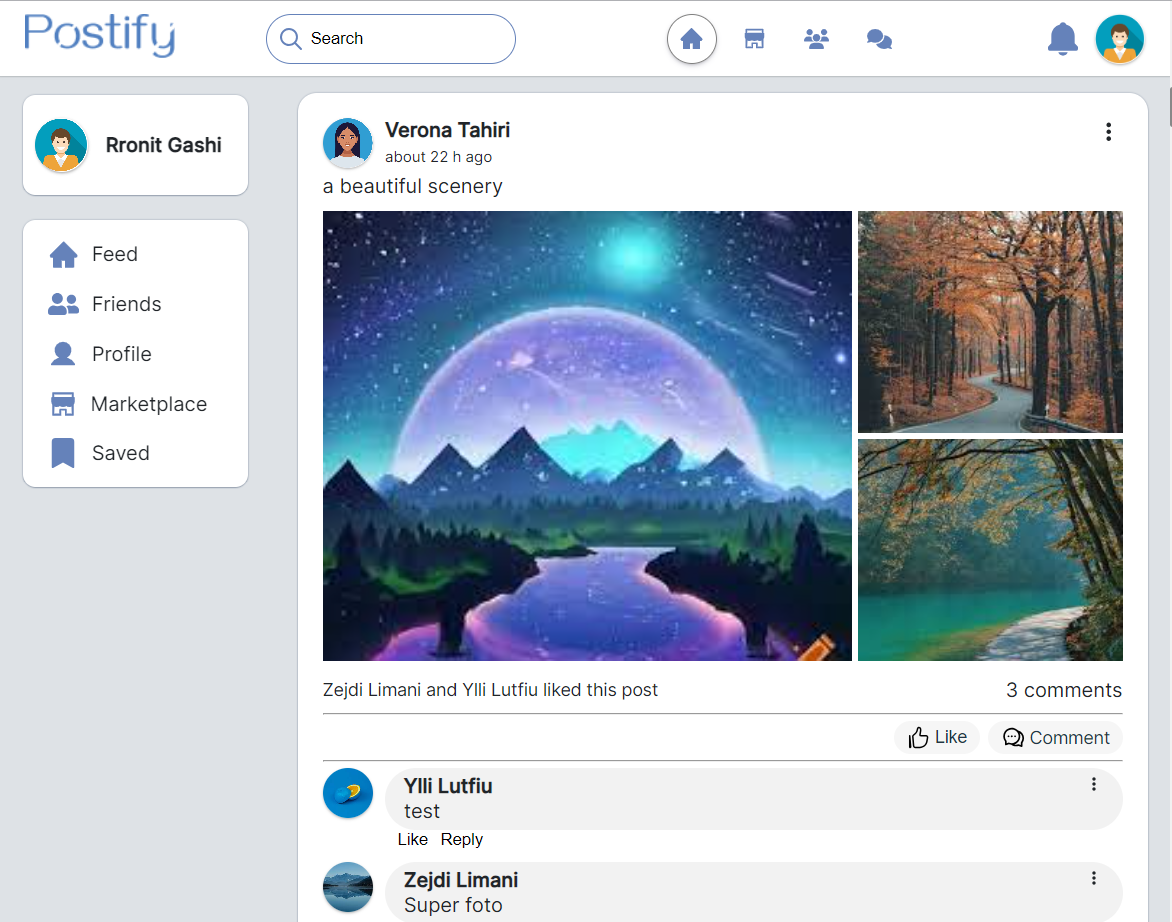 Postify
Search
Rronit Gashi
Feed
Friends
Profile
Marketplace
Saved
Verona Tahiri
about 22 h ago
a beautiful scenery
Zejdi Limani and Ylli Lutfiu liked this post
3 comments
Like
Comment
Ylli Lutfiu
test
Like Reply
Zejdi Limani
Super foto